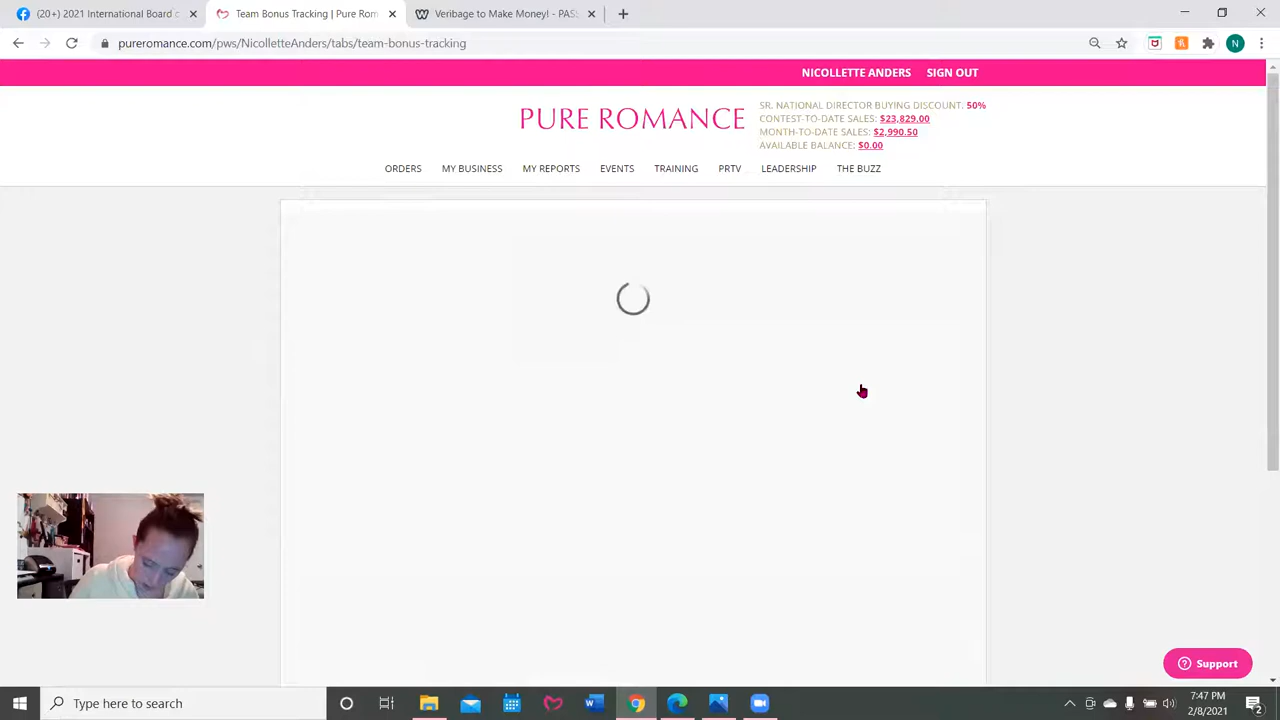 (20+) 2021 International Board o
Team Bonus Tracking | Pure Rom
Veribage to Make Money! - PAS
pureromance.com/pws/NicolletteAnders/tabs/team-bonus-tracking
N
NICOLLETTE ANDERS SIGN OUT
PURE ROMANCE
SR. NATIONAL DIRECTOR BUYING DISCOUNT: 50%
CONTEST-TO-DATE SALES: $23,829.00
MONTH-TO-DATE SALES: $2,990.50
AVAILABLE BALANCE: $0.00
ORDERS MY BUSINESS MY REPORTS EVENTS TRAINING PRTV LEADERSHIP THE BUZZ
Support
Type here to search
7:47 PM
2/8/2021
2